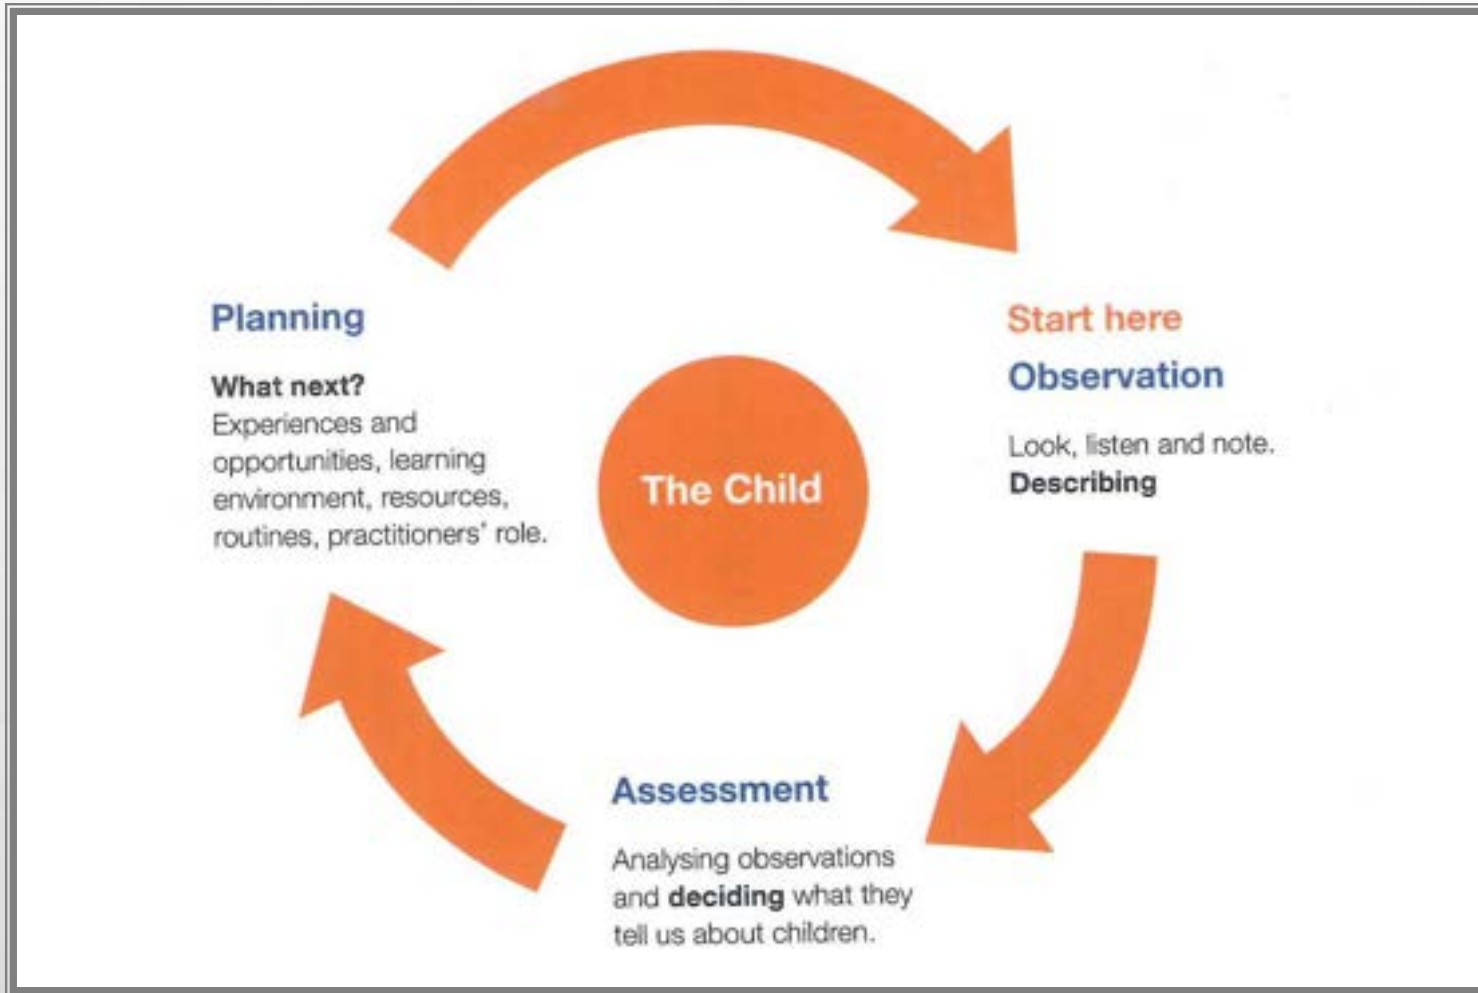 Start here
Observation
Look, listen and note.
Describing
Assessment
Analysing observations
and deciding what they
tell us about children.
Planning
What next?
Experiences and
opportunities, learning
environment, resources,
routines, practitioners' role.
The Child